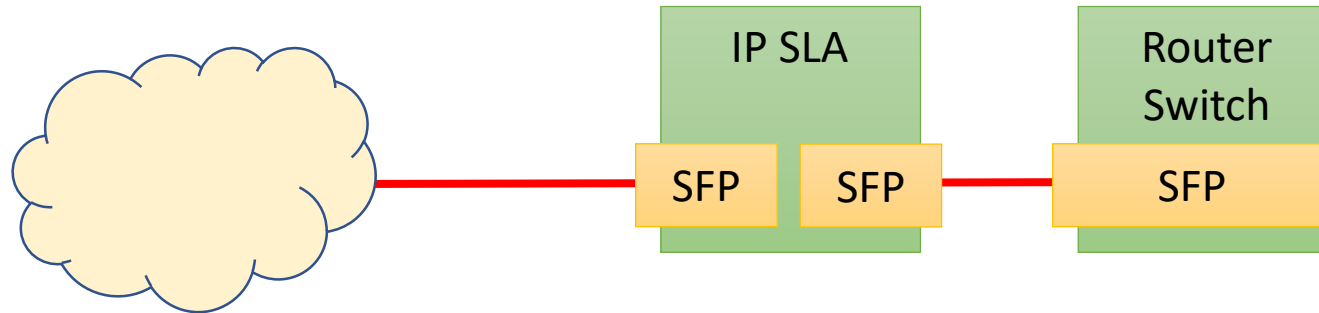 IP SLA
Router
Switch
SFP
SFP
SFP